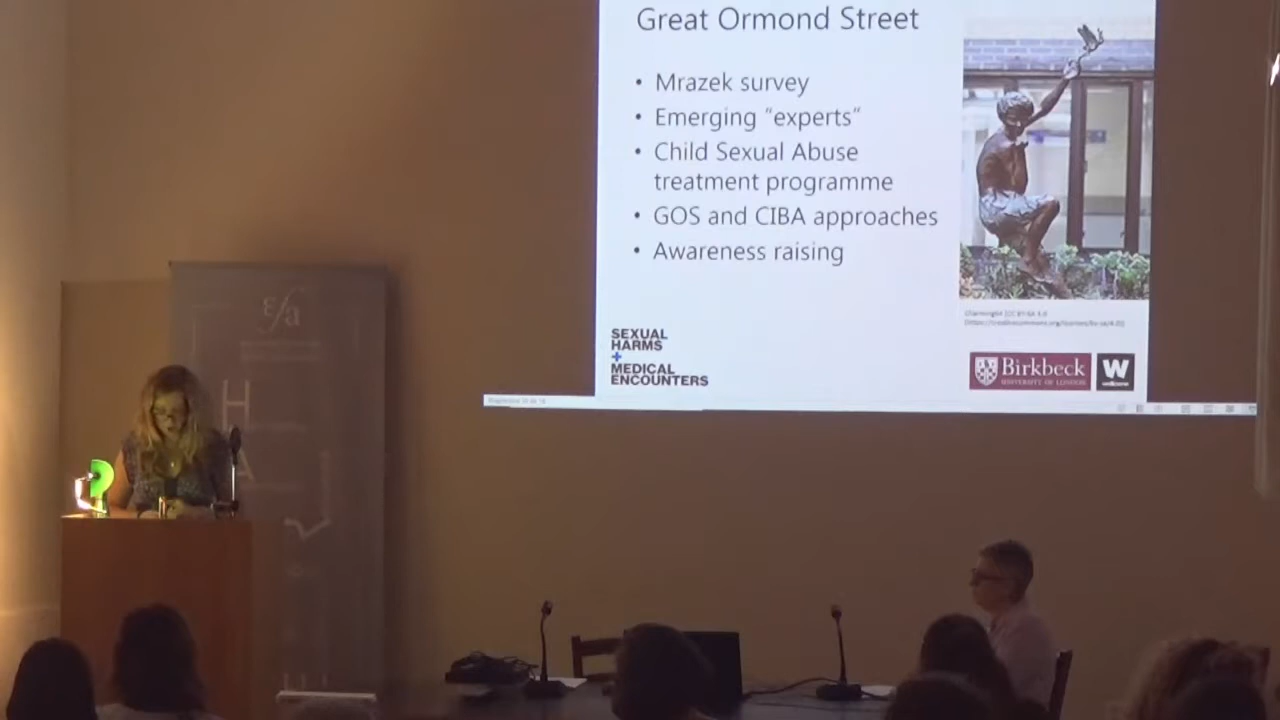 Great Ormond Street
• Mrazek survey
• Emerging “experts“
• Child Sexual Abuse
treatment programme
• GOS and CIBA approaches
• Awareness raising
SEXUAL
HARMS
+
MEDICAL
ENCOUNTERS
Birkbeck
UNIVERSITY OF LONDON
W
εfa
H
A